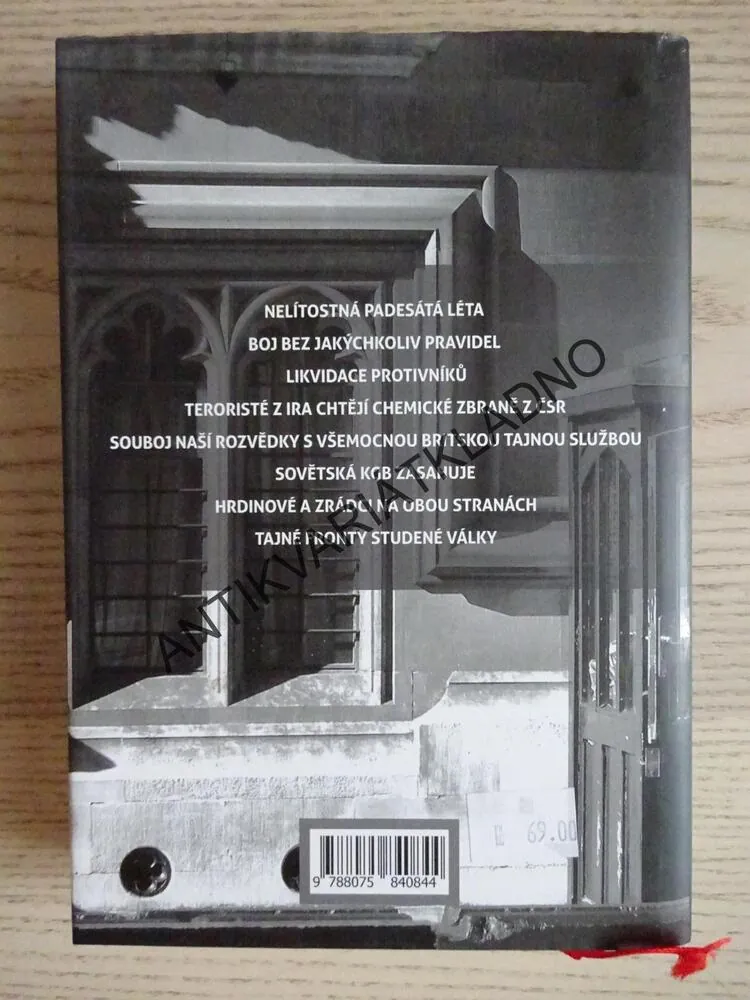 NELÍTOSTNÁ PADESÁTÁ LÉTA
BOJ BEZ JAKÝCHKOLIV PRAVIDEL
LIKVIDACE PROTIVNÍKŮ
TERORISTÉ Z IRA CHTĚJÍ CHEMICKÉ ZBRANĚ Z ČSR
SOUBOJ NAŠÍ ROZVĚDKY S VŠEMOCNOU BRITSKOU TAJNOU SLUŽBOU
SOVĚTSKÁ KGB ZASAHUJE
HRDINOVÉ A ZRÁDCI NA OBOU STRANÁCH
TAJNÉ FRONTY STUDENÉ VÁLKY
ANTIKVARIATKLADNO
69.00
9 788075 840844